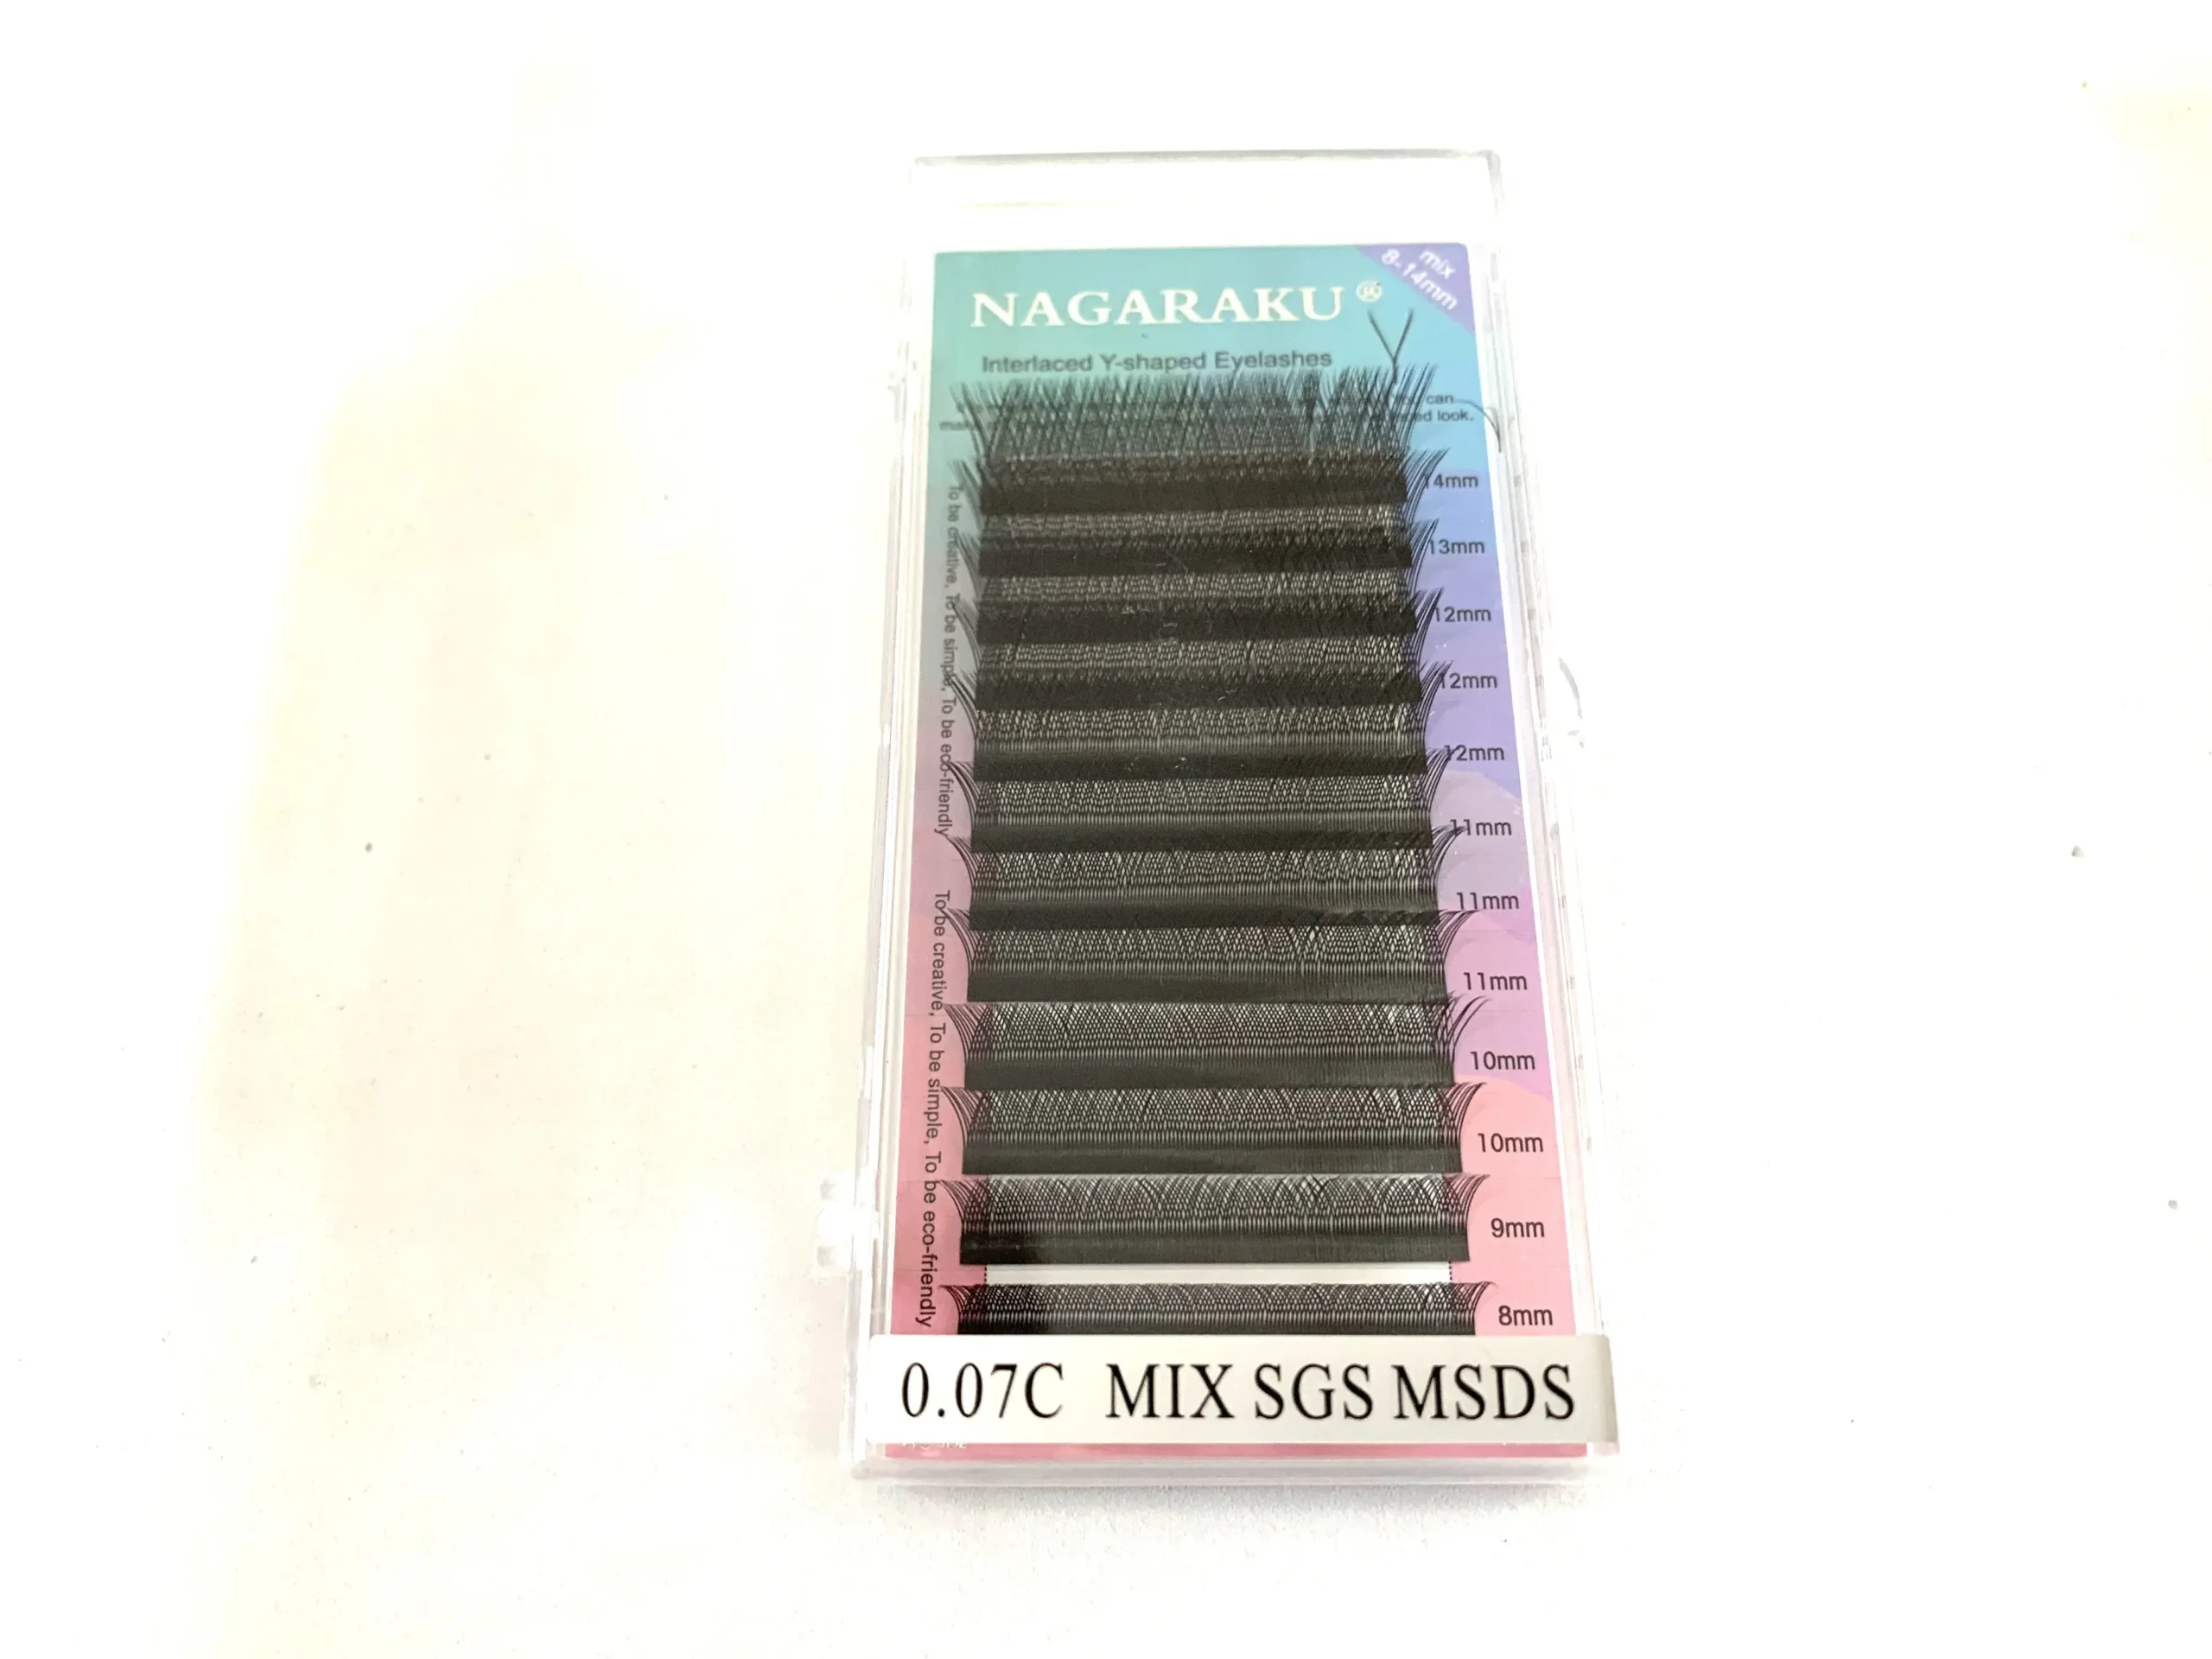 mix
8-14mm
NAGARAKU®
Interlaced Y-shaped Eyelashes
can
look.
14mm
13mm
12mm
12mm
12mm
11mm
11mm
11mm
10mm
10mm
9mm
8mm
To be creative, To be simple, To be eco-friendly
To be creative, To be simple, To be eco-friendly
0.07C MIX SGS MSDS